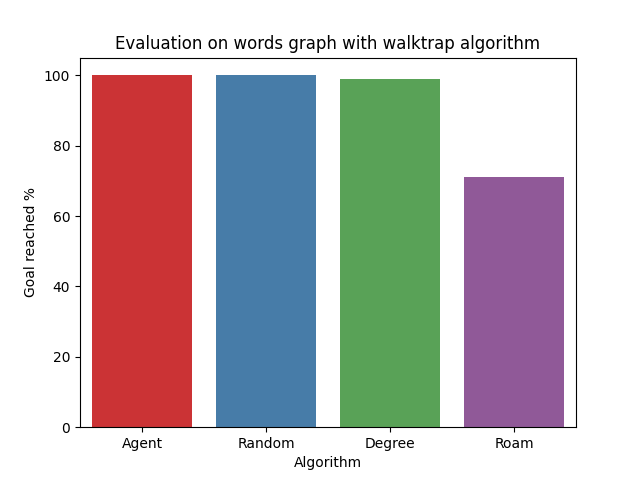 Evaluation on words graph with walktrap algorithm
100
80
60
40
20
0
Goal reached %
Agent Random Degree Roam
Algorithm